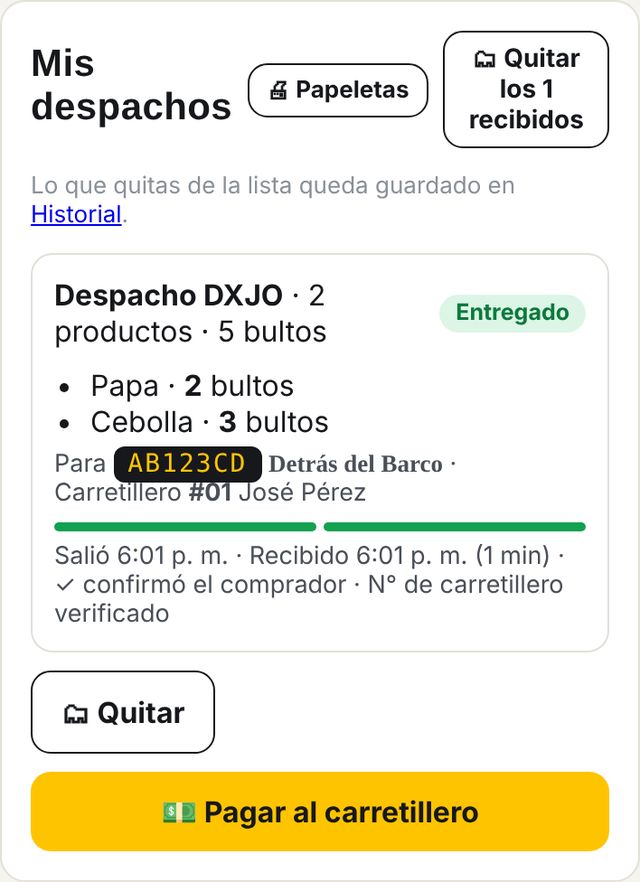 Mis
despachos
🖨 Papeletas
🗂 Quitar
los 1
recibidos
Lo que quitas de la lista queda guardado en
Historial.
Despacho DXJO · 2
productos · 5 bultos
Entregado
• Papa · 2 bultos
• Cebolla · 3 bultos
Para AB123CD Detrás del Barco ·
Carretillero #01 José Pérez
Salió 6:01 p. m. · Recibido 6:01 p. m. (1 min) ·
✓ confirmó el comprador · N° de carretillero
verificado
🗂 Quitar
💵 Pagar al carretillero